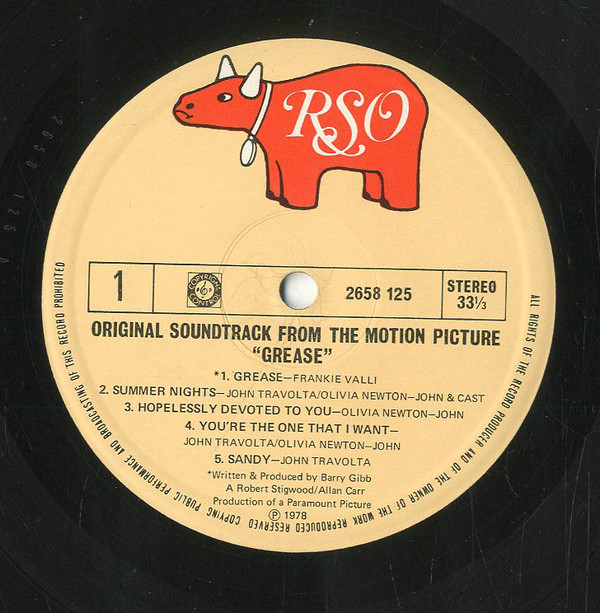 RSO
1
COPYRIGHT CONTROL
2658 125
STEREO
33⅓
ORIGINAL SOUNDTRACK FROM THE MOTION PICTURE
“GREASE”
*1. GREASE—FRANKIE VALLI
2. SUMMER NIGHTS—JOHN TRAVOLTA/OLIVIA NEWTON—JOHN & CAST
3. HOPELESSLY DEVOTED TO YOU—OLIVIA NEWTON—JOHN
4. YOU'RE THE ONE THAT I WANT—
JOHN TRAVOLTA/OLIVIA NEWTON—JOHN
5. SANDY—JOHN TRAVOLTA
*Written & Produced by Barry Gibb
A Robert Stigwood/Allan Carr
Production of a Paramount Picture
℗ 1978
ALL RIGHTS OF THE RECORD PRODUCER AND OF THE OWNER OF THE WORK REPRODUCED RESERVED COPYING PUBLIC PERFORMANCE AND BROADCASTING OF THIS RECORD PROHIBITED